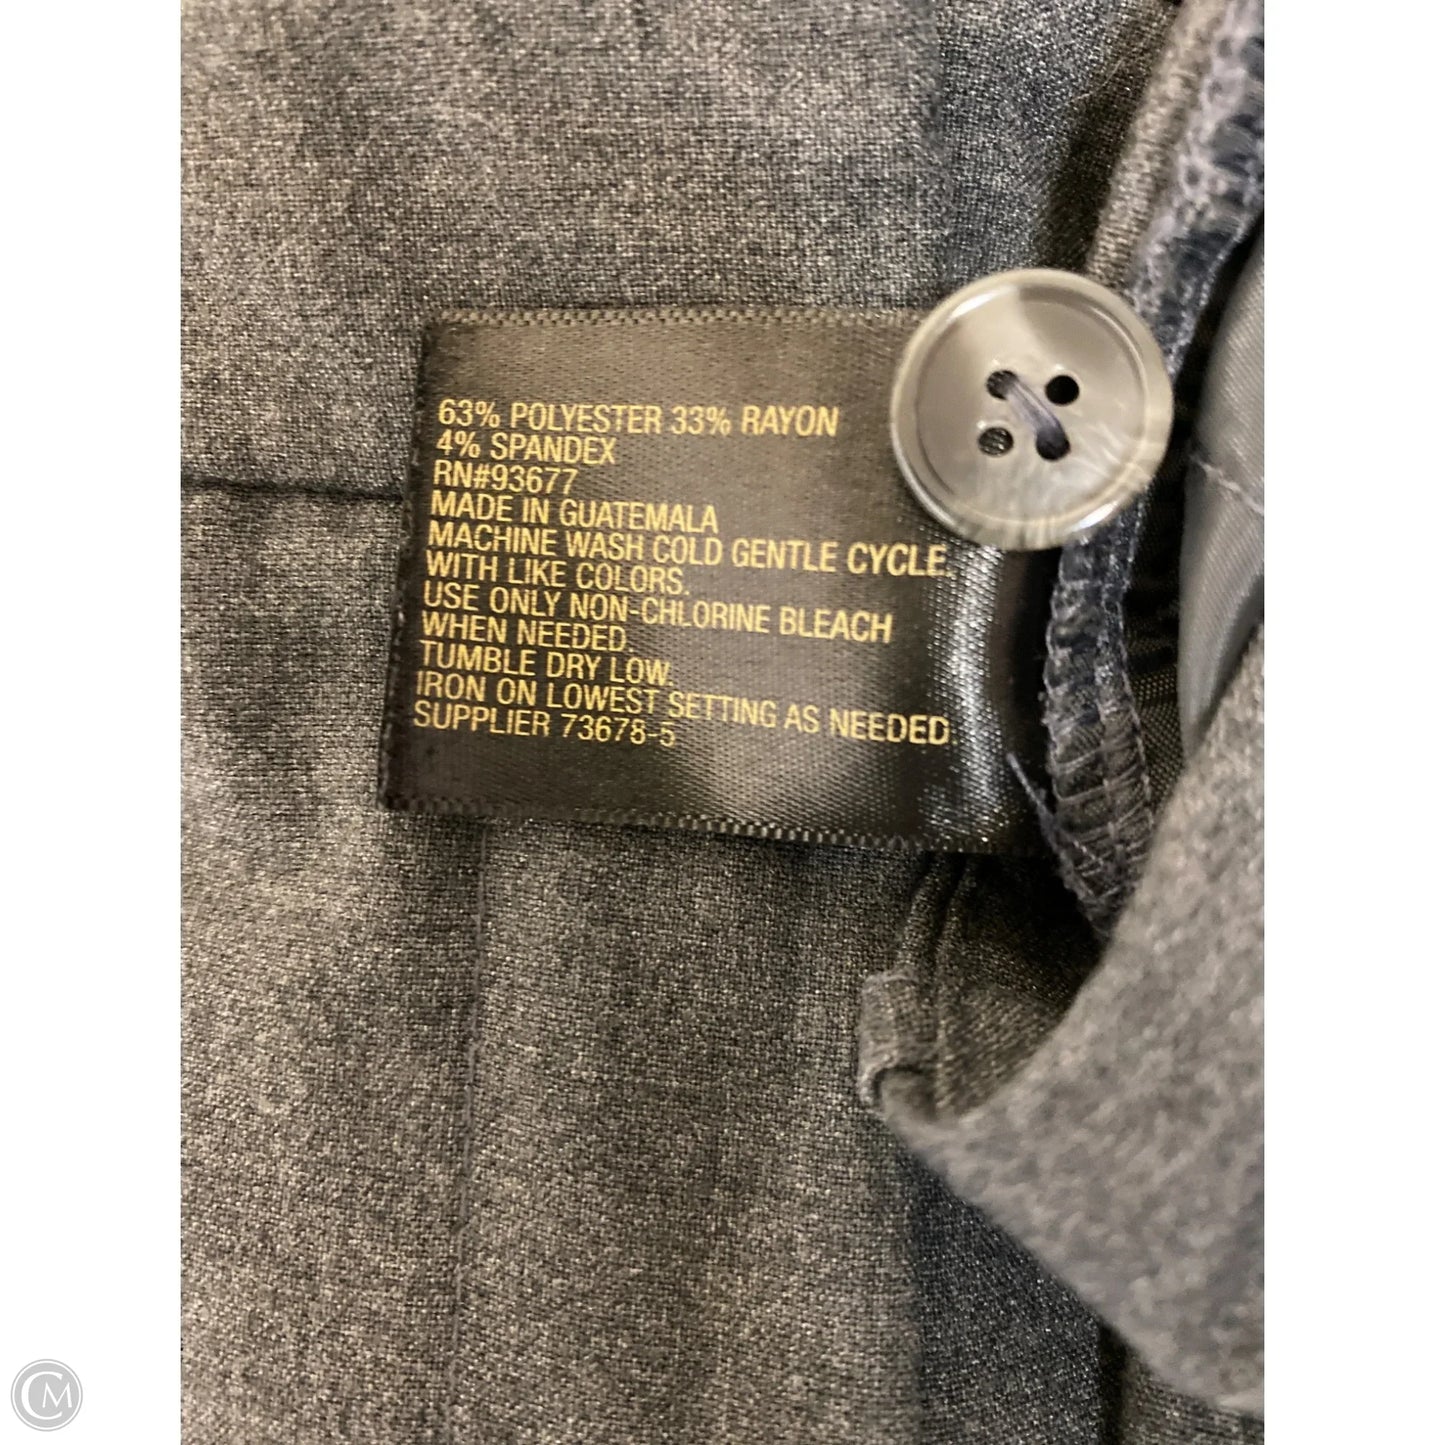 63% POLYESTER 33% RAYON
4% SPANDEX
RN#93677
MADE IN GUATEMALA
MACHINE WASH COLD GENTLE CYCLE.
WITH LIKE COLORS.
USE ONLY NON-CHLORINE BLEACH
WHEN NEEDED.
TUMBLE DRY LOW.
IRON ON LOWEST SETTING AS NEEDED.
SUPPLIER 73678-5
CM